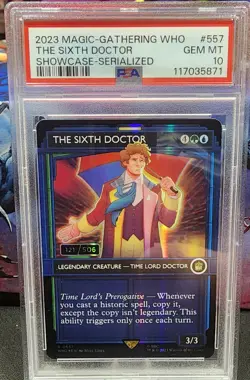 2023 MAGIC-GATHERING WHO #557
THE SIXTH DOCTOR GEM MT
SHOWCASE-SERIALIZED 10
PSA 117035871
THE SIXTH DOCTOR 4
121/506
LEGENDARY CREATURE — TIME LORD DOCTOR
Time Lord's Prerogative — Whenever
you cast a historic spell, copy it,
except the copy isn't legendary. This
ability triggers only once each turn.
3/3